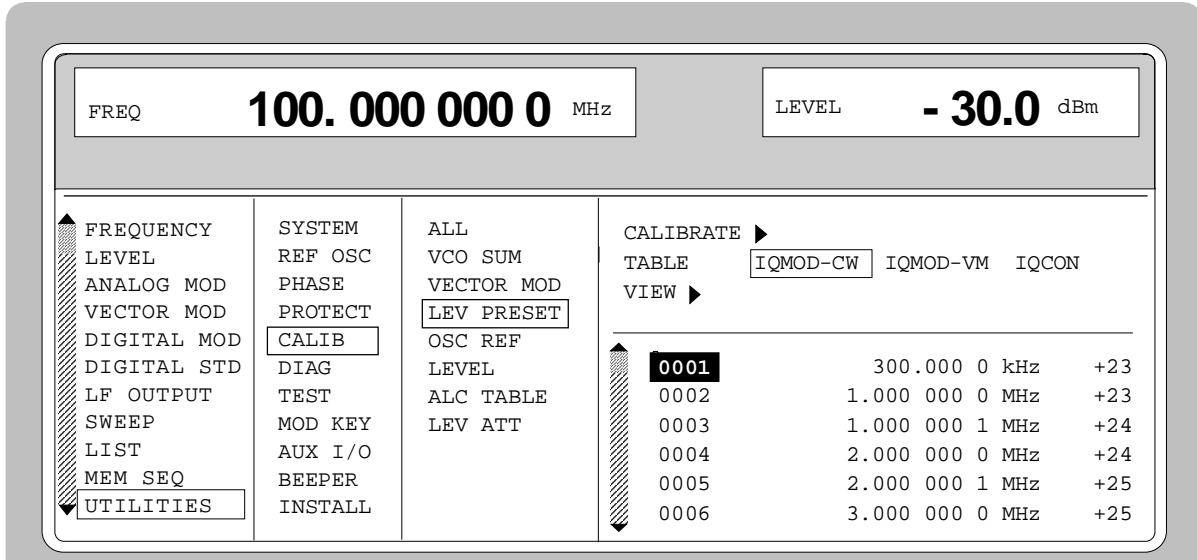 FREQ 100. 000 000 0 MHz LEVEL - 30.0 dBm
FREQUENCY
LEVEL
ANALOG MOD
VECTOR MOD
DIGITAL MOD
DIGITAL STD
LF OUTPUT
SWEEP
LIST
MEM SEQ
UTILITIES
SYSTEM
REF OSC
PHASE
PROTECT
CALIB
DIAG
TEST
MOD KEY
AUX I/O
BEEPER
INSTALL
ALL
VCO SUM
VECTOR MOD
LEV PRESET
OSC REF
LEVEL
ALC TABLE
LEV ATT
CALIBRATE
TABLE IQMOD-CW IQMOD-VM IQCON
VIEW
0001 300.000 0 kHz +23
0002 1.000 000 0 MHz +23
0003 1.000 000 1 MHz +24
0004 2.000 000 0 MHz +24
0005 2.000 000 1 MHz +25
0006 3.000 000 0 MHz +25